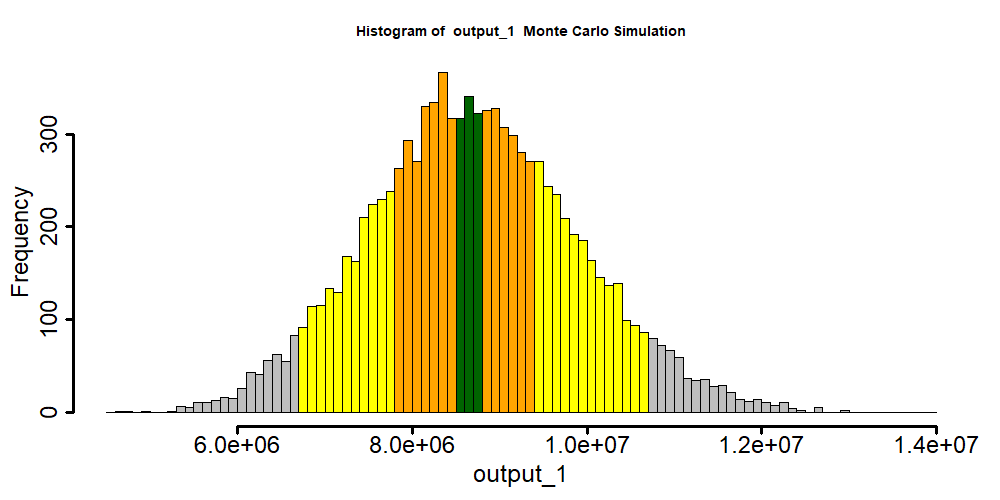 Histogram of  output_1  Monte Carlo Simulation
Frequency
300
200
100
0
6.0e+06 8.0e+06 1.0e+07 1.2e+07 1.4e+07
output_1